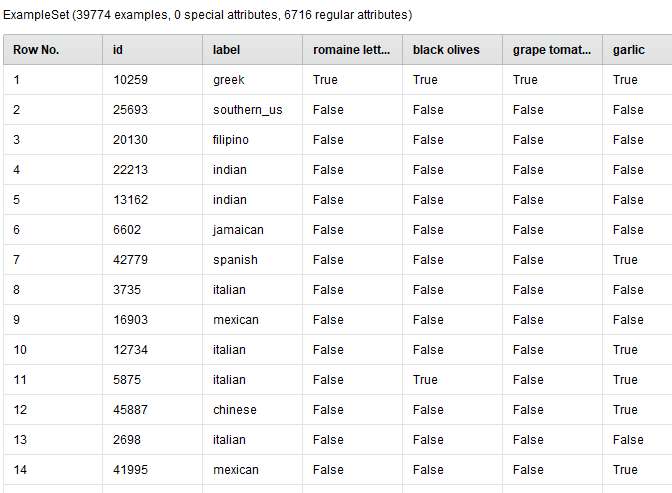 ExampleSet (39774 examples, 0 special attributes, 6716 regular attributes)
Row No. id label romaine lett... black olives grape tomat... garlic
1 10259 greek True True True True
2 25693 southern_us False False False False
3 20130 filipino False False False False
4 22213 indian False False False False
5 13162 indian False False False False
6 6602 jamaican False False False False
7 42779 spanish False False False True
8 3735 italian False False False False
9 16903 mexican False False False False
10 12734 italian False False False True
11 5875 italian False True False True
12 45887 chinese False False False True
13 2698 italian False False False False
14 41995 mexican False False False True